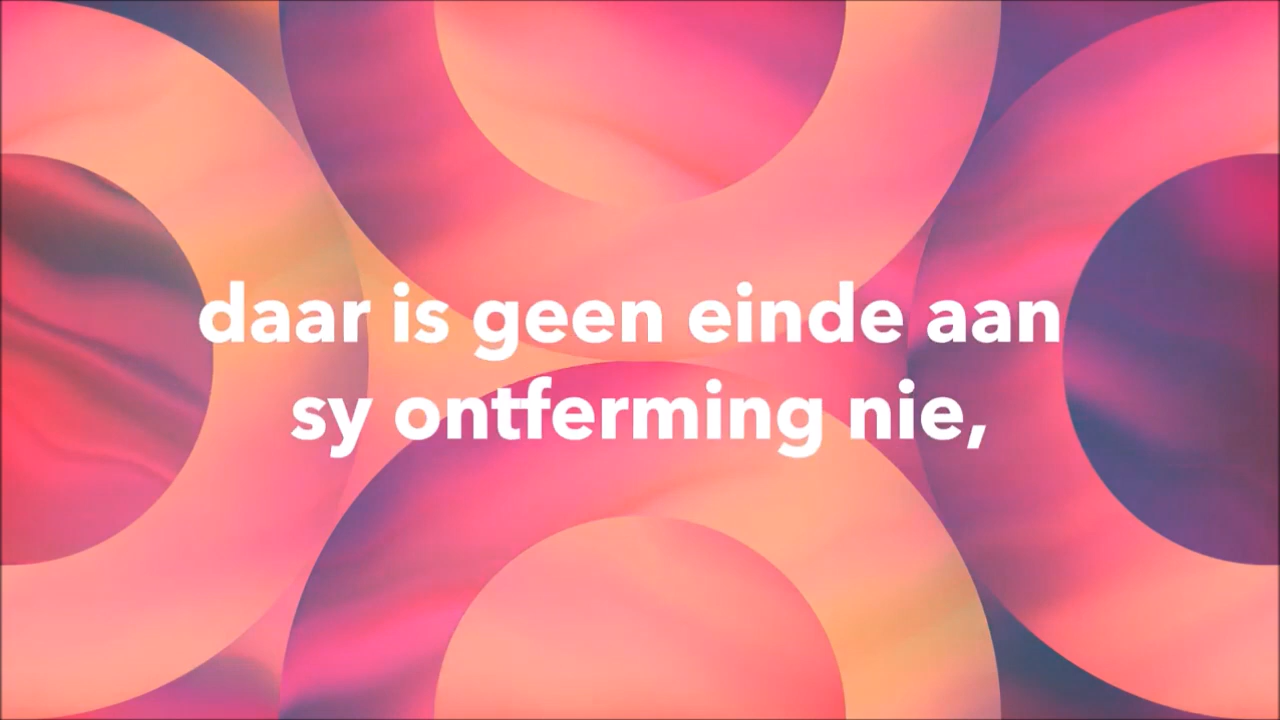 daar is geen einde aan
sy ontferming nie,